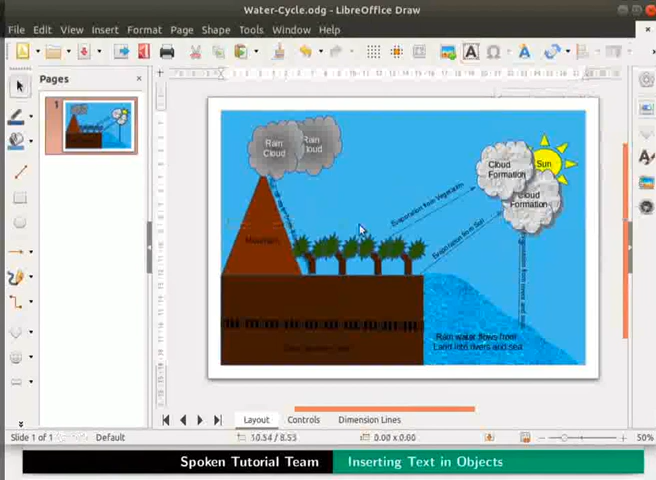 Water-Cycle.odg - LibreOffice Draw
File Edit View Insert Format Page Shape Tools Window Help
Pages
1
Rain
Cloud
Rain
Cloud
Cloud
Formation
Sun
Cloud
Formation
Evaporation from Vegetation
Evaporation from Soil
Mountain
Rain water flows from
Land into rivers and sea
Layout Controls Dimension Lines
Slide 1 of 1 Default 10.54 / 8.53 0.00 x 0.00 50%
Spoken Tutorial Team Inserting Text in Objects